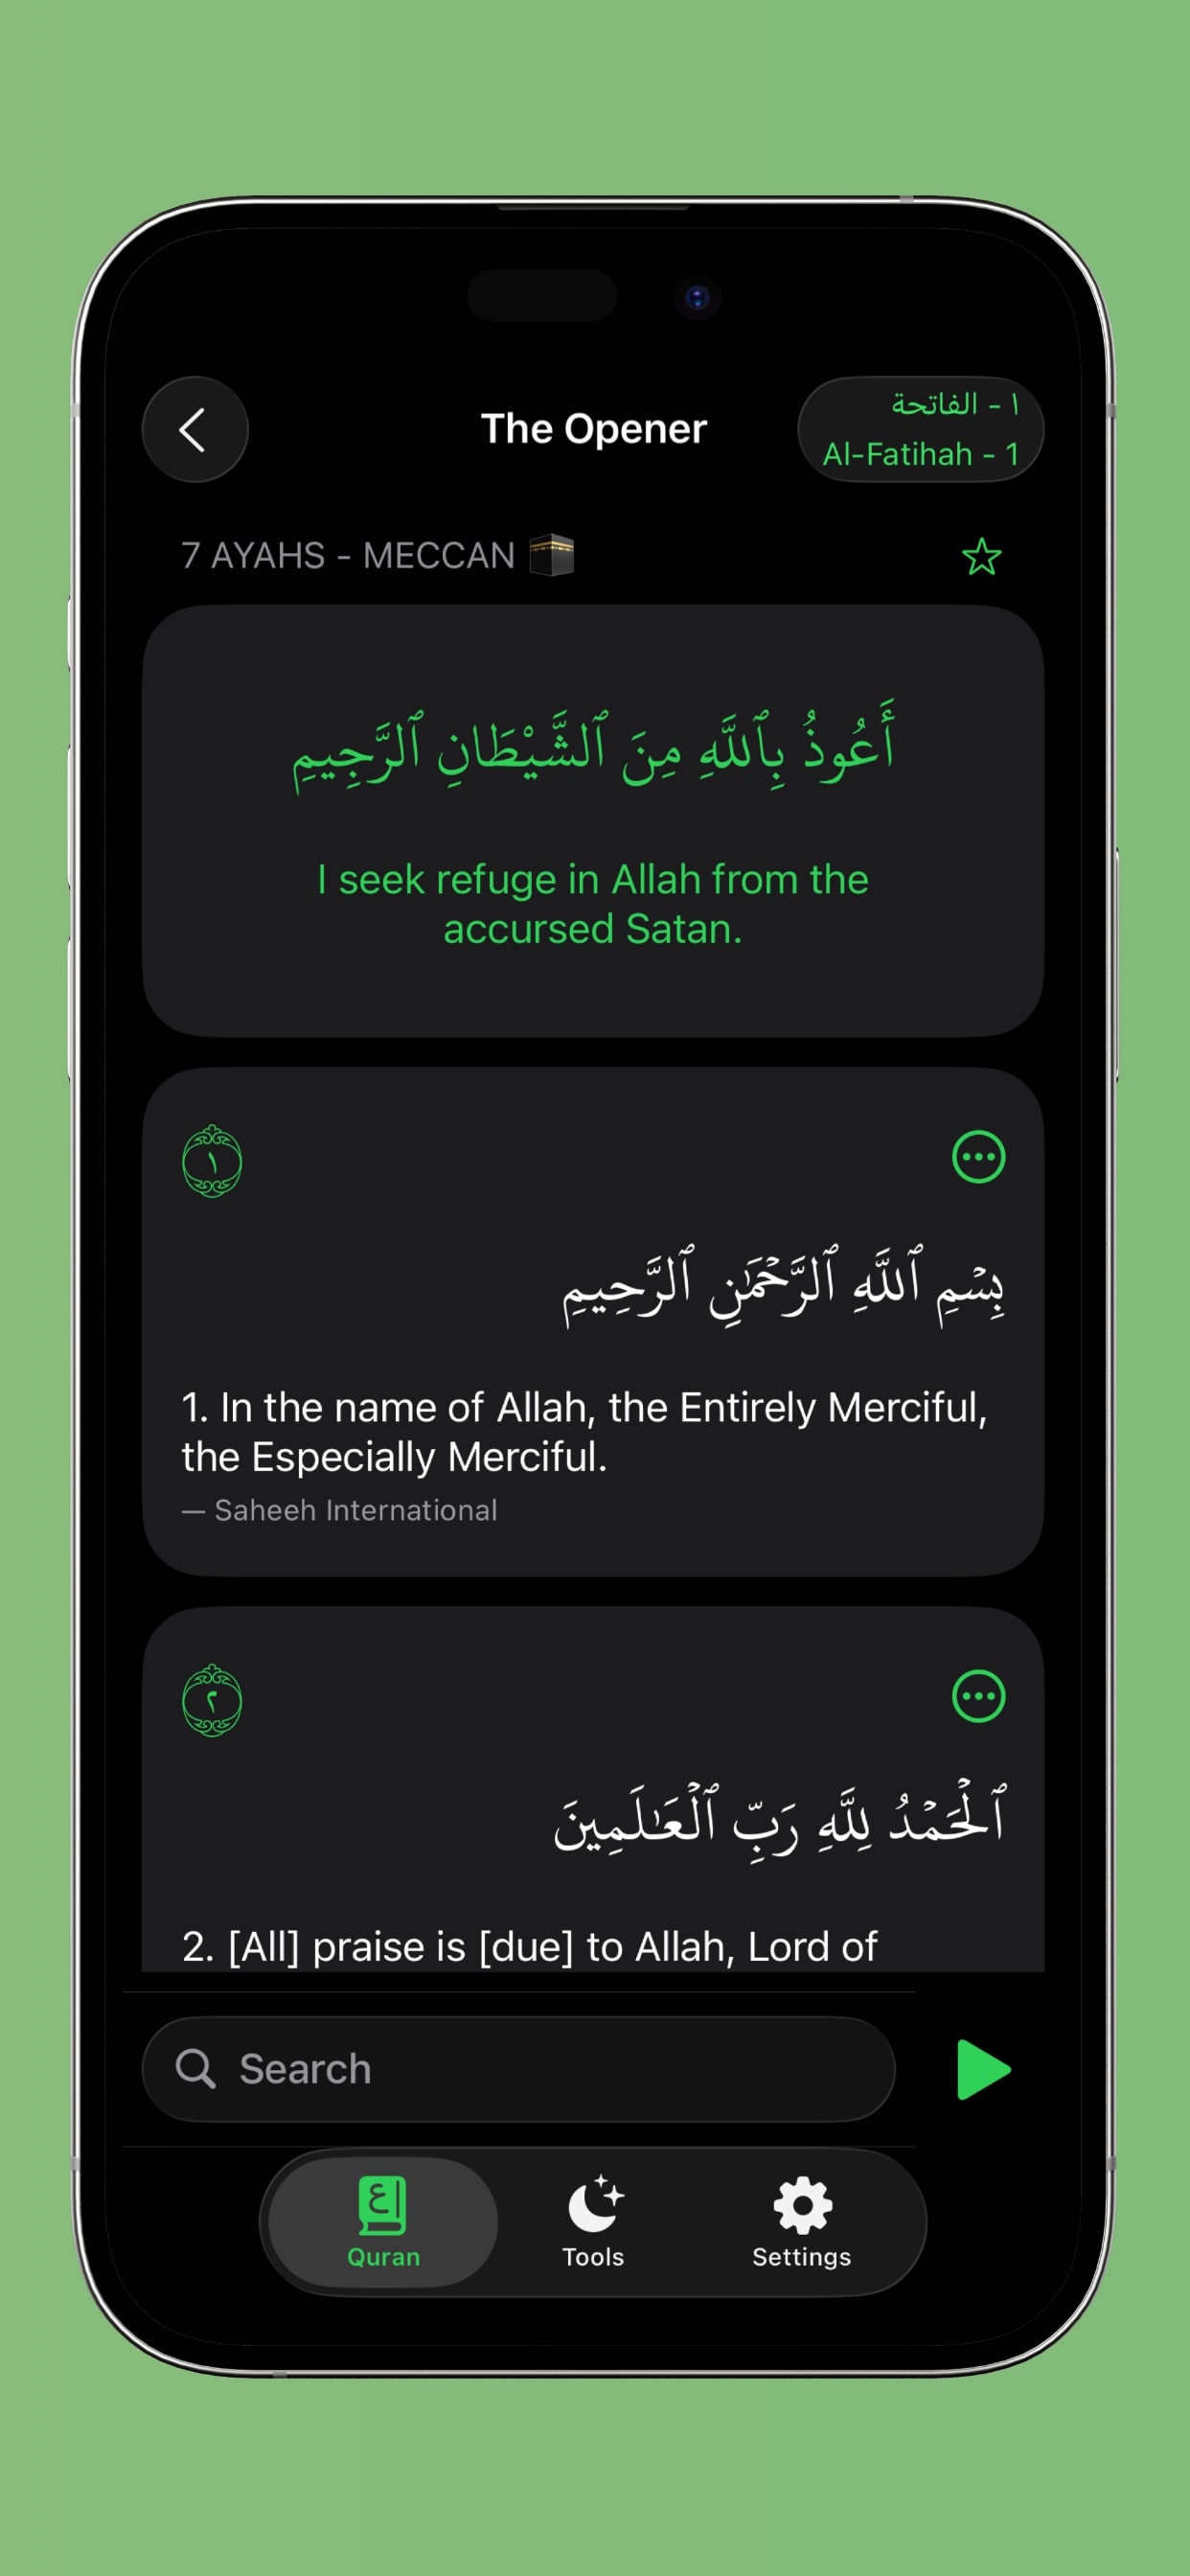 The Opener
١ - الفاتحة
Al-Fatihah - 1
7 AYAHS - MECCAN 🕋
أَعُوذُ بِٱللَّهِ مِنَ ٱلشَّيْطَانِ ٱلرَّجِيمِ
I seek refuge in Allah from the
accursed Satan.
١
بِسۡمِ ٱللَّهِ ٱلرَّحۡمَٰنِ ٱلرَّحِيمِ
1. In the name of Allah, the Entirely Merciful,
the Especially Merciful.
— Saheeh International
٢
ٱلۡحَمۡدُ لِلَّهِ رَبِّ ٱلۡعَٰلَمِينَ
2. [All] praise is [due] to Allah, Lord of
Search
ع
Quran
Tools
Settings